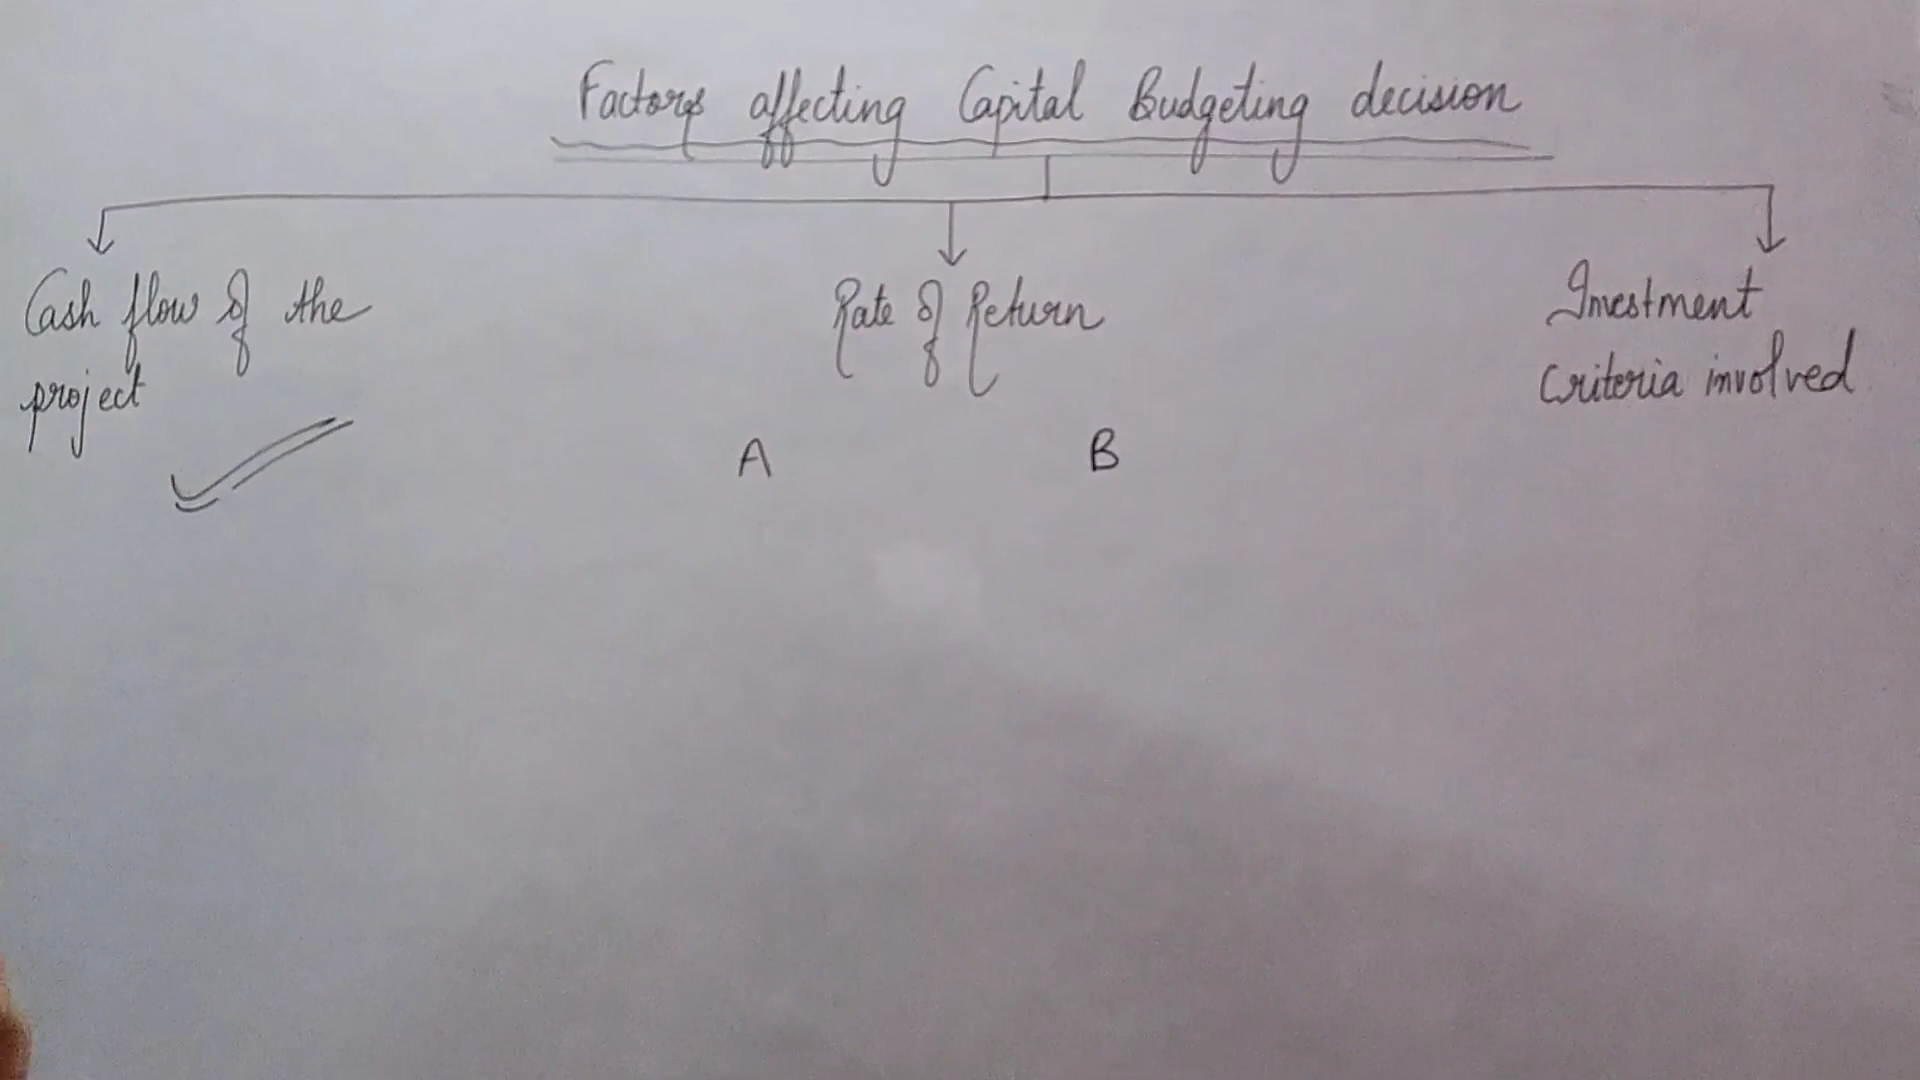 Factors affecting Capital Budgeting decision
Cash flow of the
project
Rate of Return
Investment
Criteria involved
A
B